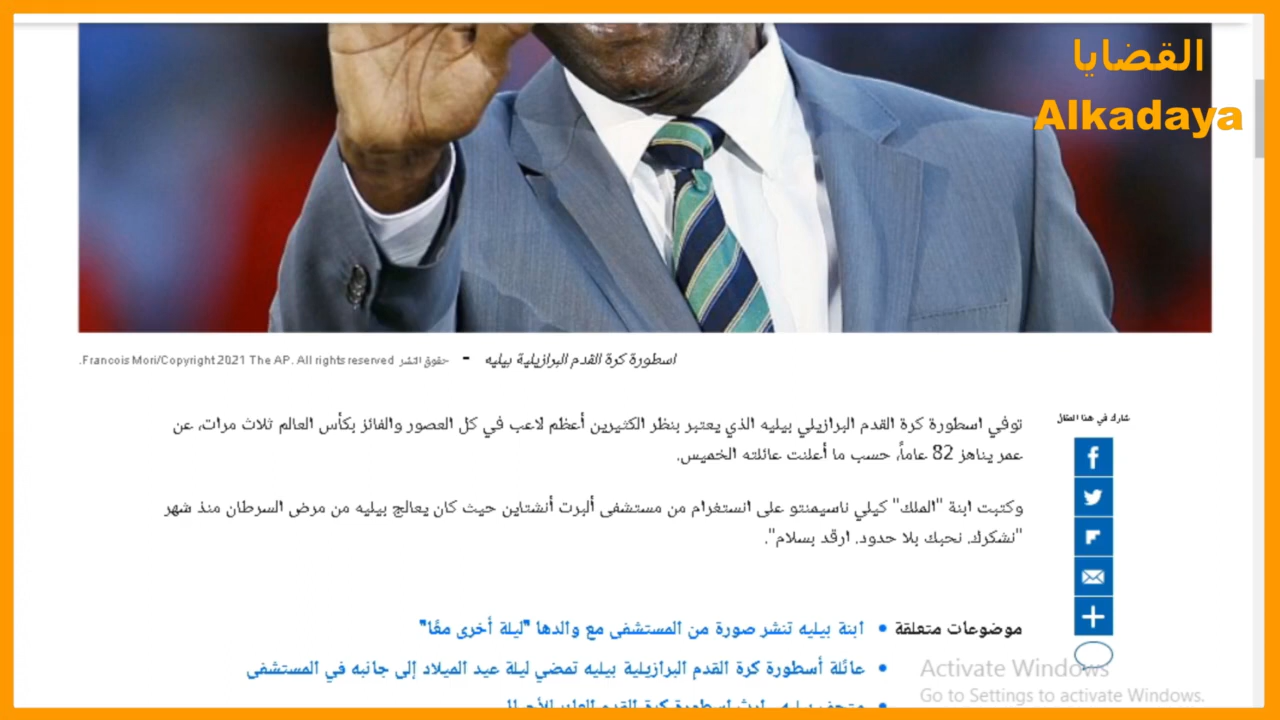 القضايا
Alkadaya
اسطورة كرة القدم البرازيلية بيليه - حقوق النشر Francois Mori/Copyright 2021 The AP. All rights reserved.
شارك في هذا المقال
توفي اسطورة كرة القدم البرازيلي بيليه الذي يعتبر بنظر الكثيرين أعظم لاعب في كل العصور والفائز بكأس العالم ثلاث مرات، عن
عمر يناهز 82 عاماً، حسب ما أعلنت عائلته الخميس.
وكتبت ابنة "الملك" كيلي ناسيمنتو على انستغرام من مستشفى ألبرت أنشتاين حيث كان يعالج بيليه من مرض السرطان منذ شهر
"نشكرك. نحبك بلا حدود. ارقد بسلام".
موضوعات متعلقة • ابنة بيليه تنشر صورة من المستشفى مع والدها "ليلة أخرى معًا"
• عائلة أسطورة كرة القدم البرازيلية بيليه تمضي ليلة عيد الميلاد إلى جانبه في المستشفى
Activate Windows
Go to Settings to activate Windows.